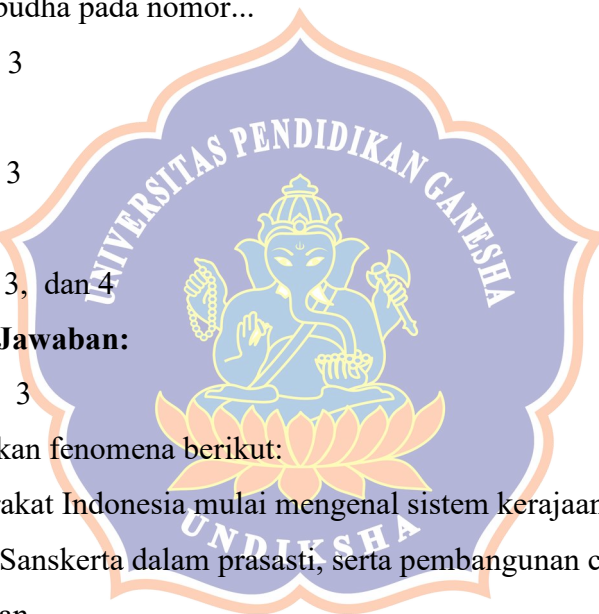 budha pada nomor...
3
UNIVERSITAS PENDIDIKAN GANESHA
3
3, dan 4
Jawaban:
3
kan fenomena berikut:
rakat Indonesia mulai mengenal sistem kerajaan
Sanskerta dalam prasasti, serta pembangunan c
UNDIKSHA
an